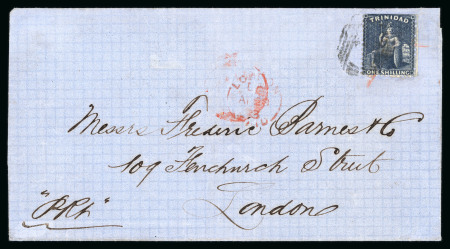 TRINIDAD
ONE SHILLING
Messrs Frederic Barnes & Co
109 Fenchurch Street
London